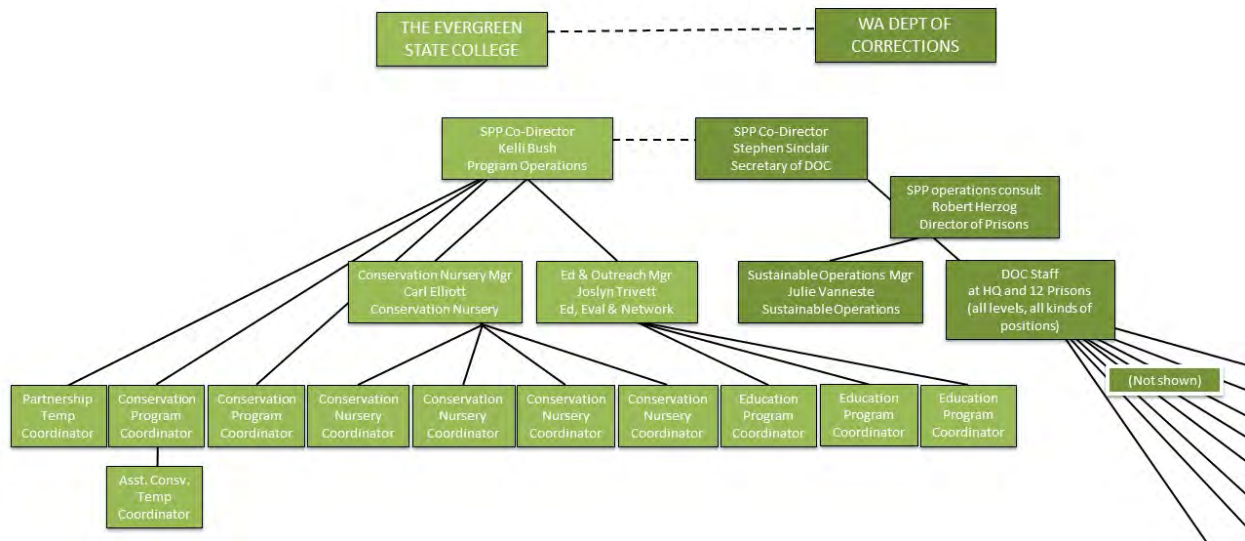 THE EVERGREEN
STATE COLLEGE
WA DEPT OF
CORRECTIONS
SPP Co-Director
Kelli Bush
Program Operations
SPP Co-Director
Stephen Sinclair
Secretary of DOC
SPP operations consult
Robert Herzog
Director of Prisons
Conservation Nursery Mgr
Carl Elliott
Conservation Nursery
Ed & Outreach Mgr
Joslyn Trivett
Ed, Eval & Network
Sustainable Operations Mgr
Julie Vanneste
Sustainable Operations
DOC Staff
at HQ and 12 Prisons
(all levels, all kinds of
positions)
(Not shown)
Partnership
Temp
Coordinator
Conservation
Program
Coordinator
Conservation
Program
Coordinator
Conservation
Nursery
Coordinator
Conservation
Nursery
Coordinator
Conservation
Nursery
Coordinator
Conservation
Nursery
Coordinator
Education
Program
Coordinator
Education
Program
Coordinator
Education
Program
Coordinator
Asst. Consv.
Temp
Coordinator